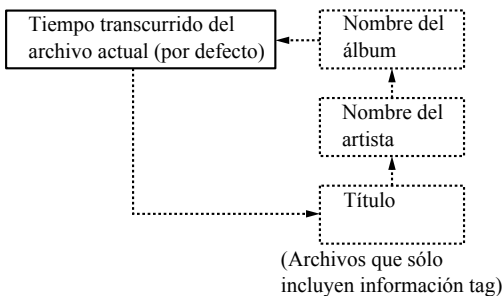 Tiempo transcurrido del
archivo actual (por defecto)
Nombre del
álbum
Nombre del
artista
Título
(Archivos que sólo
incluyen información tag)